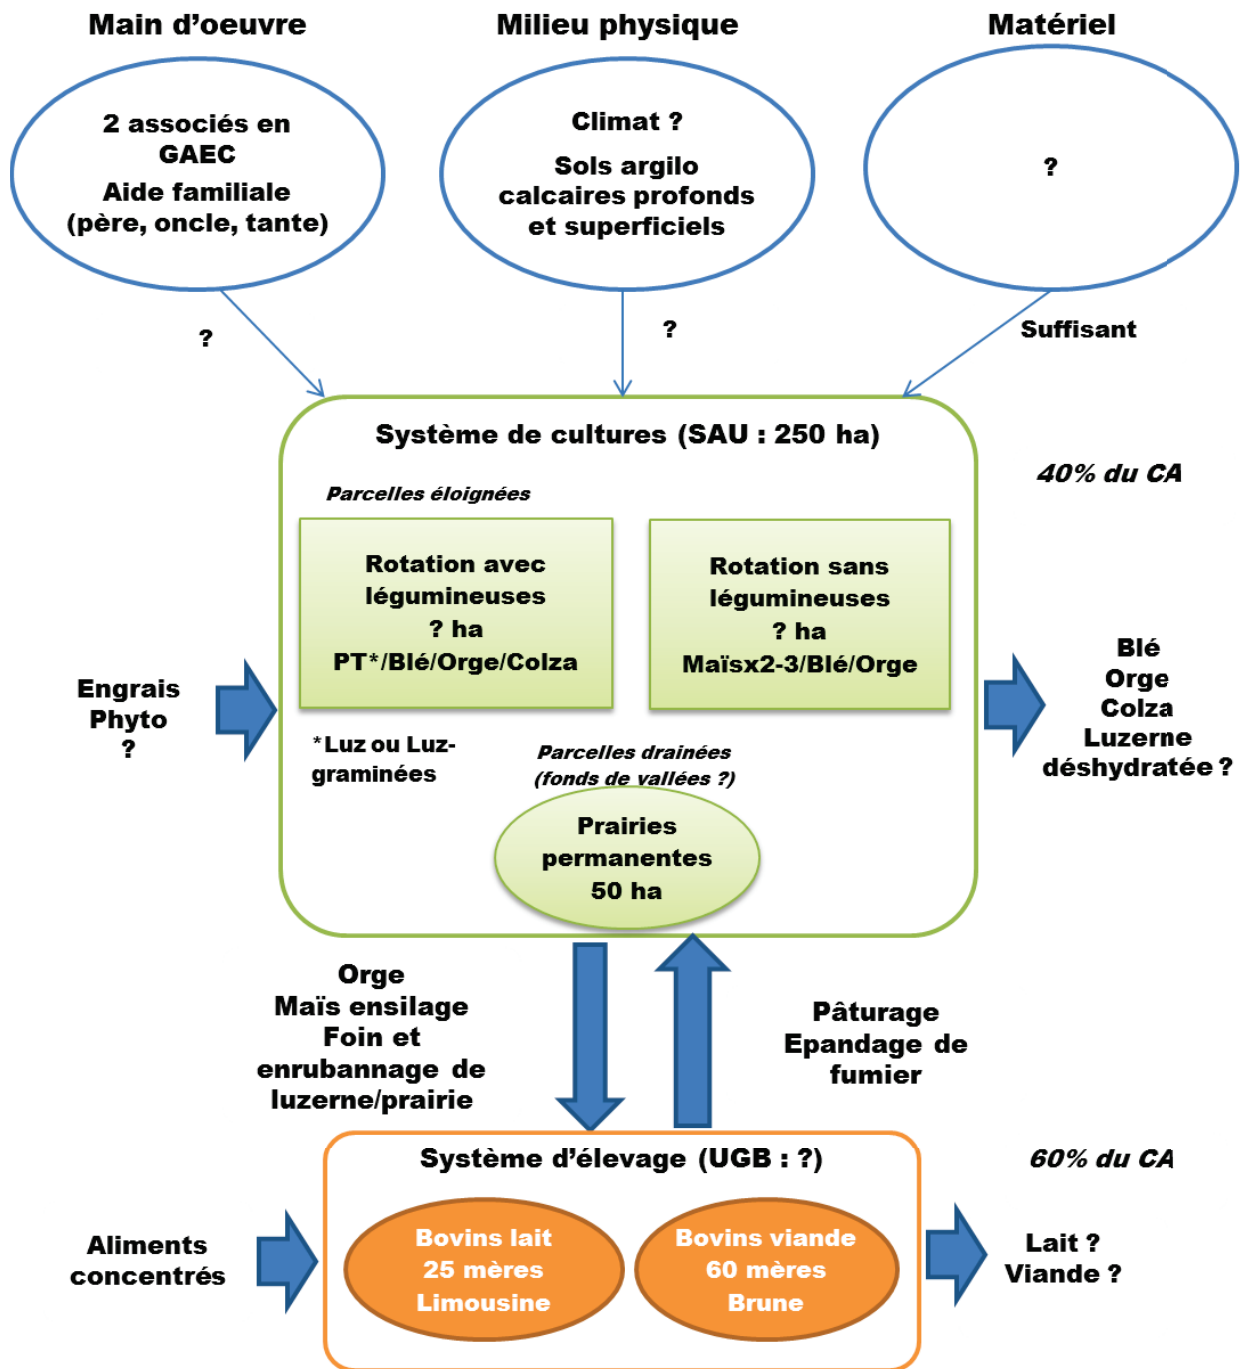 Main d'oeuvre
Milieu physique
Matériel
2 associés en
GAEC
Aide familiale
(père, oncle, tante)
Climat ?
Sols argilo
calcaires profonds
et superficiels
?
?
?
Suffisant
Système de cultures (SAU : 250 ha)
40% du CA
Parcelles éloignées
Rotation avec
légumineuses
? ha
PT*/Blé/Orge/Colza
Rotation sans
légumineuses
? ha
Maïsx2-3/Blé/Orge
Engrais
Phyto
?
Blé
Orge
Colza
Luzerne
déshydratée ?
*Luz ou Luz-
graminées
Parcelles drainées
(fonds de vallées ?)
Prairies
permanentes
50 ha
Orge
Maïs ensilage
Foin et
enrubannage de
luzerne/prairie
Pâturage
Epandage de
fumier
Système d'élevage (UGB : ?)
60% du CA
Aliments
concentrés
Bovins lait
25 mères
Limousine
Bovins viande
60 mères
Brune
Lait ?
Viande ?